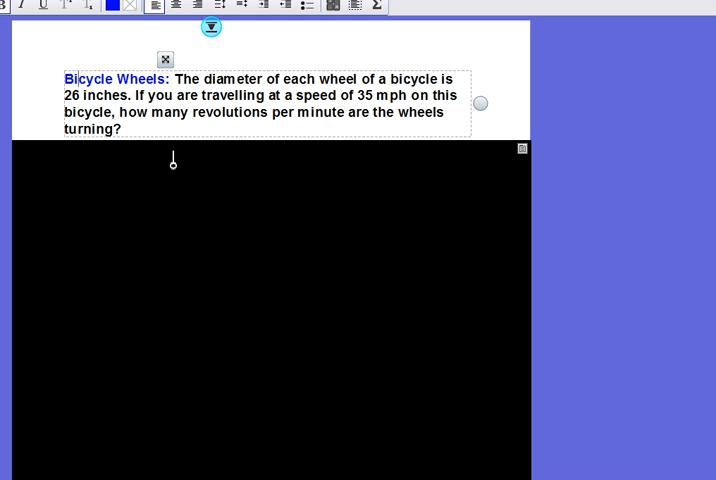 B I U T T Σ
Bicycle Wheels: The diameter of each wheel of a bicycle is
26 inches. If you are travelling at a speed of 35 mph on this
bicycle, how many revolutions per minute are the wheels
turning?